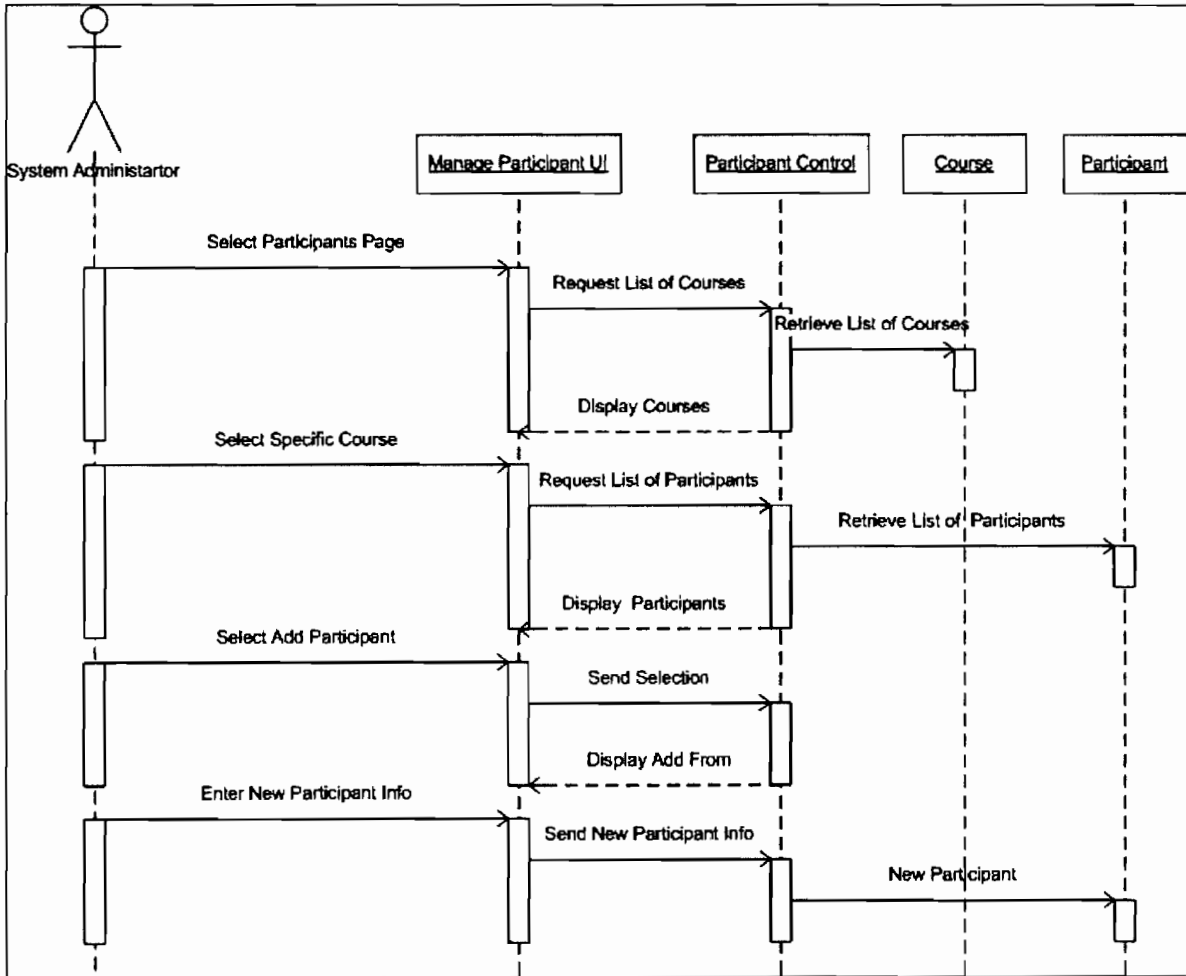 System Administartor
Manage Participant UI
Participant Control
Course
Participant
Select Participants Page
Request List of Courses
Retrieve List of Courses
Display Courses
Select Specific Course
Request List of Participants
Retrieve List of Participants
Display Participants
Select Add Participant
Send Selection
Display Add From
Enter New Participant Info
Send New Participant Info
New Participant